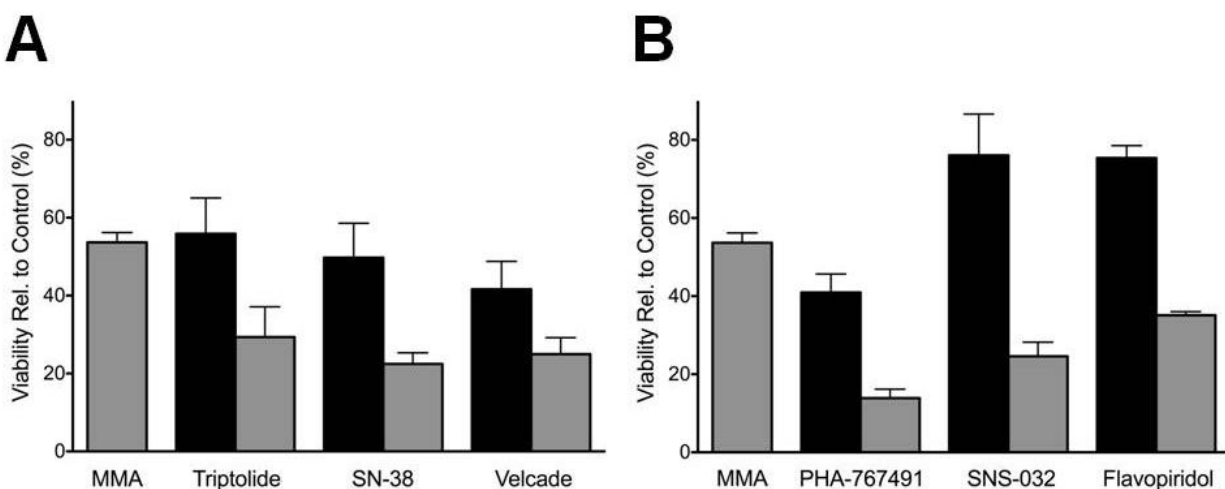 A
Viability Rel. to Control (%)
80
60
40
20
0
MMA Triptolide SN-38 Velcade
B
Viability Rel. to Control (%)
80
60
40
20
0
MMA PHA-767491 SNS-032 Flavopiridol